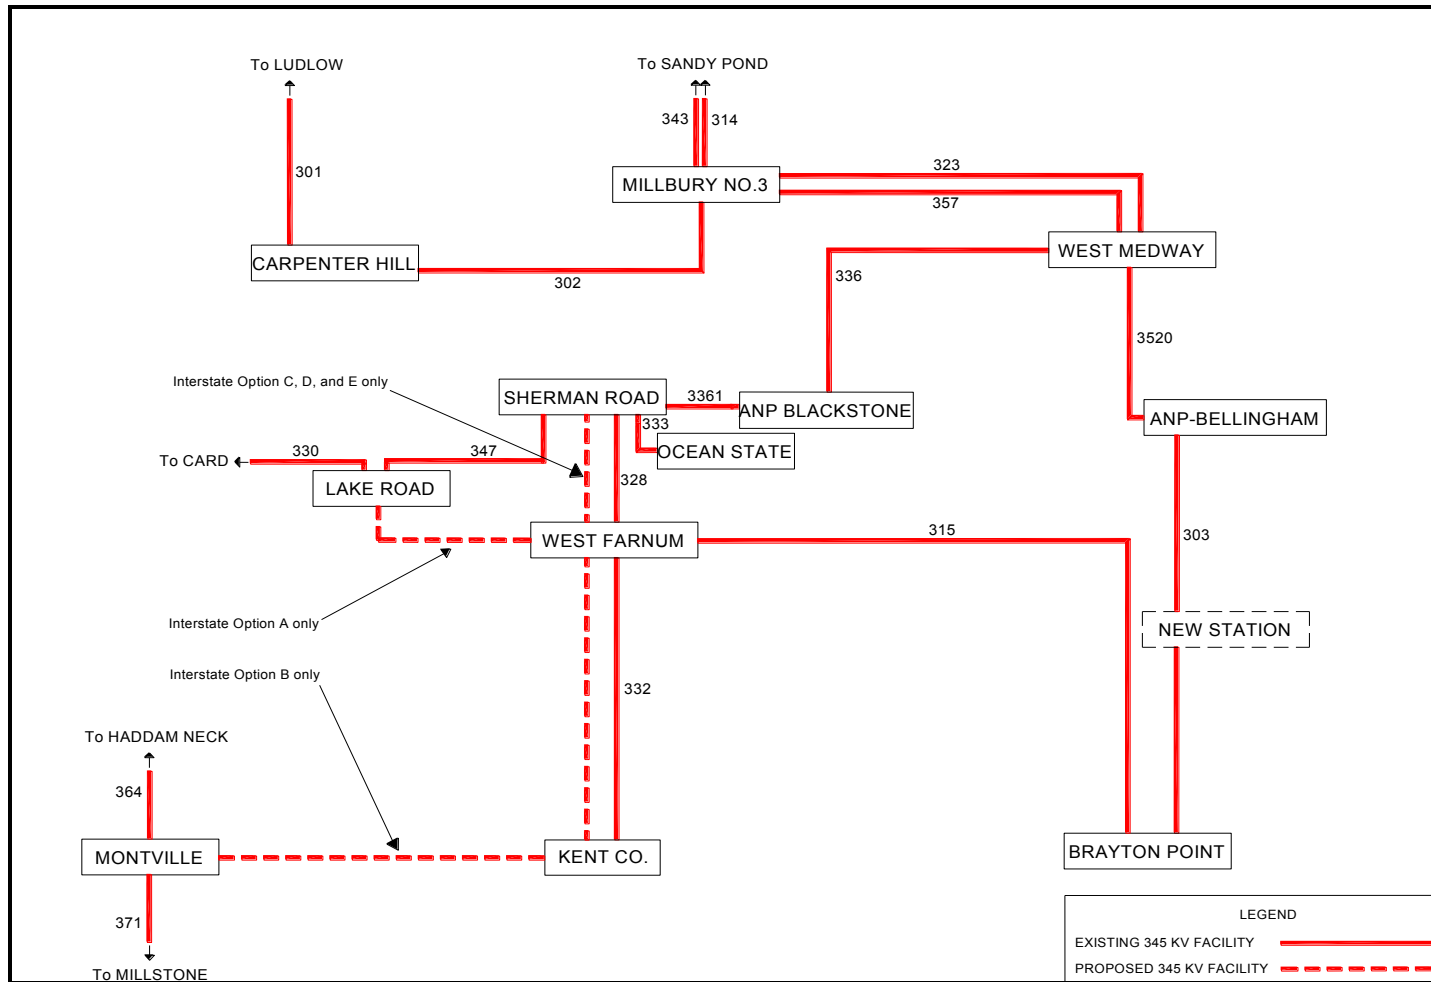 To LUDLOW
To SANDY POND
343
314
301
323
MILLBURY NO.3
357
WEST MEDWAY
CARPENTER HILL
302
336
3520
Interstate Option C, D, and E only
SHERMAN ROAD
3361
ANP BLACKSTONE
ANP-BELLINGHAM
333
OCEAN STATE
To CARD
330
347
LAKE ROAD
328
WEST FARNUM
315
303
Interstate Option A only
NEW STATION
Interstate Option B only
332
To HADDAM NECK
364
MONTVILLE
KENT CO.
BRAYTON POINT
371
To MILLSTONE
LEGEND
EXISTING 345 KV FACILITY
PROPOSED 345 KV FACILITY